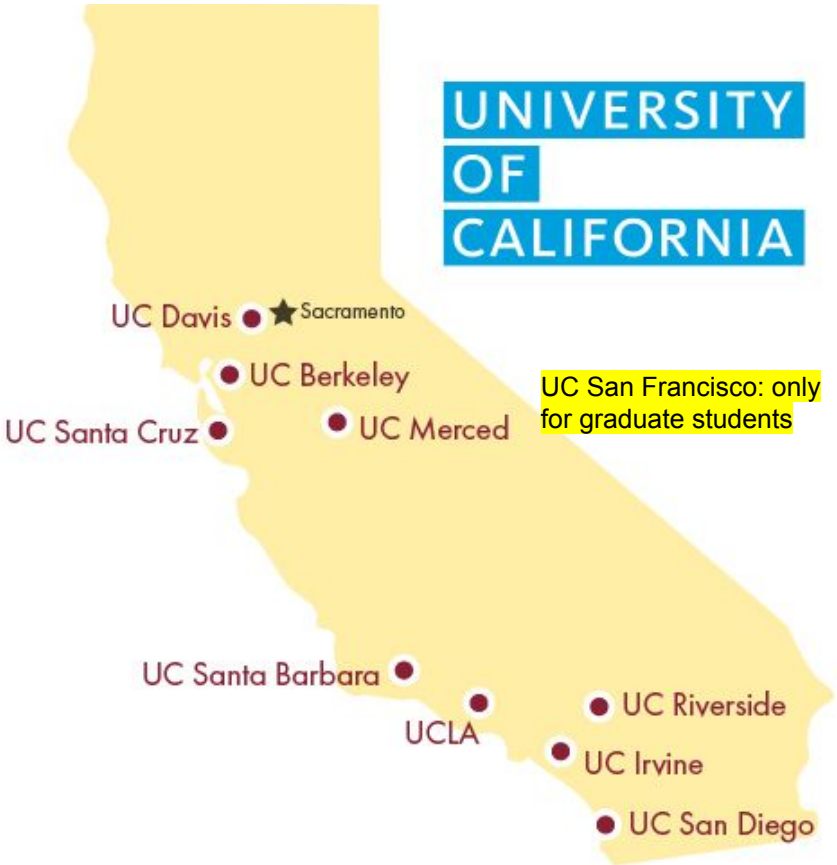 UNIVERSITY
OF
CALIFORNIA
UC Davis
Sacramento
UC Berkeley
UC San Francisco: only
for graduate students
UC Santa Cruz
UC Merced
UC Santa Barbara
UCLA
UC Riverside
UC Irvine
UC San Diego